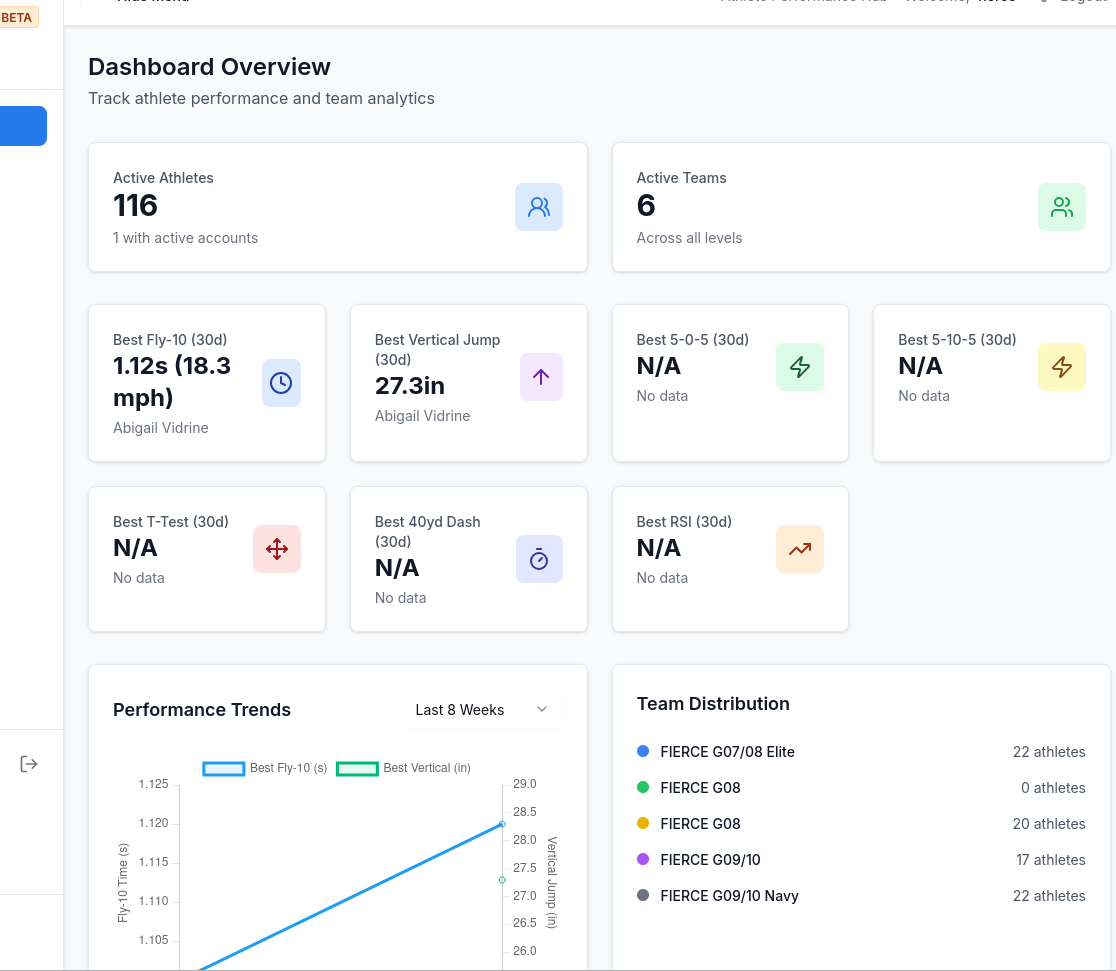 BETA
Dashboard Overview
Track athlete performance and team analytics
Active Athletes
116
1 with active accounts
Active Teams
6
Across all levels
Best Fly-10 (30d)
1.12s (18.3
mph)
Abigail Vidrine
Best Vertical Jump
(30d)
27.3in
Abigail Vidrine
Best 5-0-5 (30d)
N/A
No data
Best 5-10-5 (30d)
N/A
No data
Best T-Test (30d)
N/A
No data
Best 40yd Dash
(30d)
N/A
No data
Best RSI (30d)
N/A
No data
Performance Trends
Last 8 Weeks
Best Fly-10 (s)
Best Vertical (in)
1.125
1.120
1.115
1.110
1.105
Fly-10 Time (s)
29.0
28.5
28.0
27.5
27.0
26.5
26.0
Vertical Jump (in)
Team Distribution
FIERCE G07/08 Elite 22 athletes
FIERCE G08 0 athletes
FIERCE G08 20 athletes
FIERCE G09/10 17 athletes
FIERCE G09/10 Navy 22 athletes